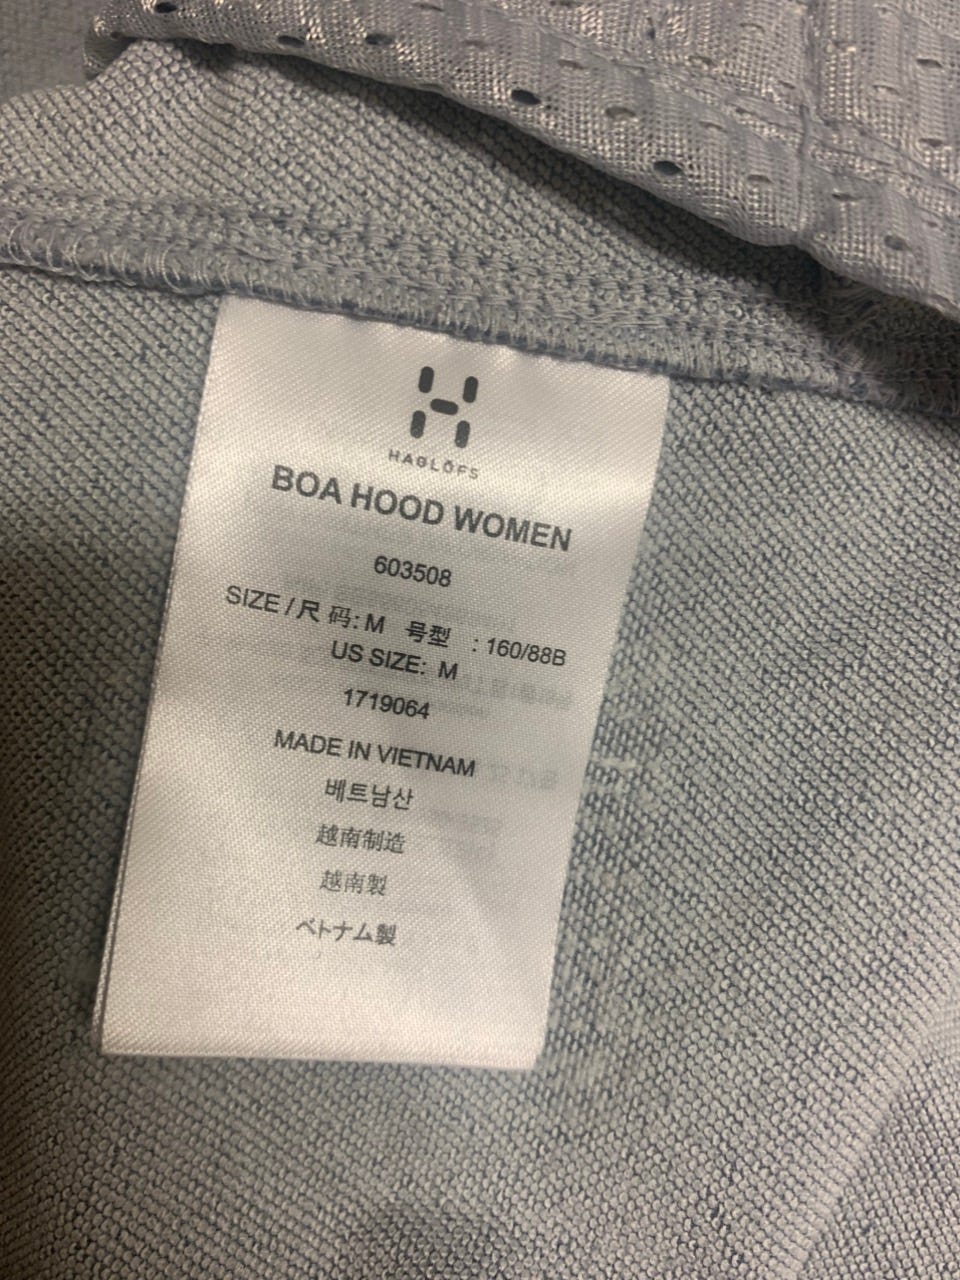 HAGLÖFS
BOA HOOD WOMEN
603508
SIZE / 尺 码: M 号型 : 160/88B
US SIZE: M
1719064
MADE IN VIETNAM
베트남산
越南制造
越南製
ベトナム製